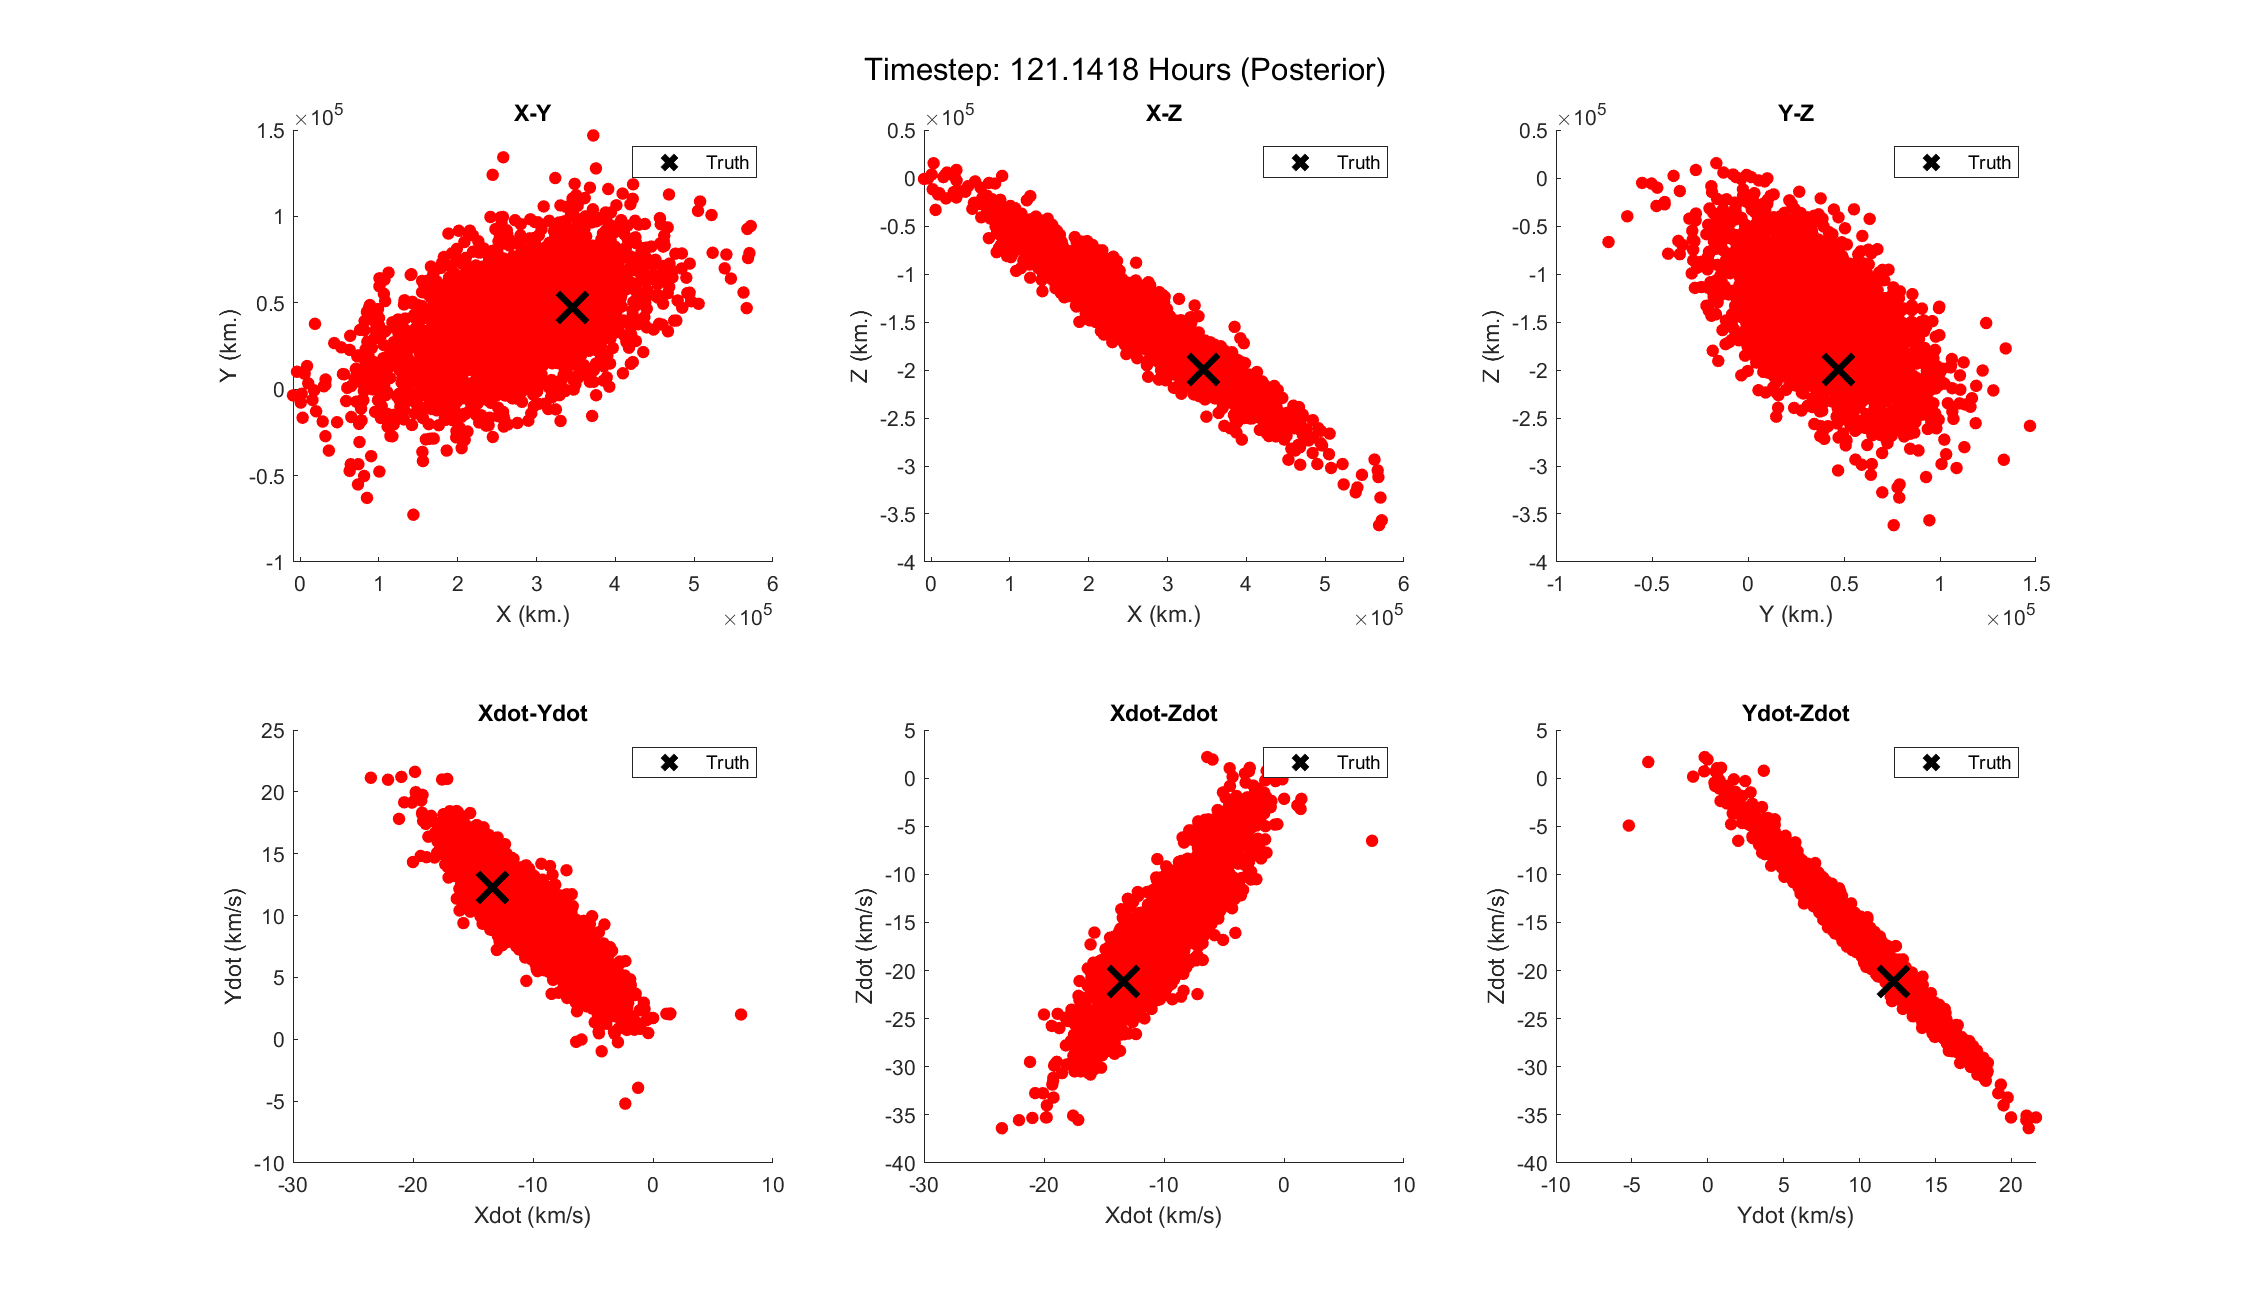 Timestep: 121.1418 Hours (Posterior)
X-Y
×10^5
Truth
1.5
1
0.5
0
-0.5
-1
Y (km.)
0 1 2 3 4 5 6
X (km.)
×10^5
X-Z
×10^5
Truth
0.5
0
-0.5
-1
-1.5
-2
-2.5
-3
-3.5
-4
Z (km.)
0 1 2 3 4 5 6
X (km.)
×10^5
Y-Z
×10^5
Truth
0.5
0
-0.5
-1
-1.5
-2
-2.5
-3
-3.5
-4
Z (km.)
-1 -0.5 0 0.5 1 1.5
Y (km.)
×10^5
Xdot-Ydot
Truth
25
20
15
10
5
0
-5
-10
Ydot (km/s)
-30 -20 -10 0 10
Xdot (km/s)
Xdot-Zdot
Truth
5
0
-5
-10
-15
-20
-25
-30
-35
-40
Zdot (km/s)
-30 -20 -10 0 10
Xdot (km/s)
Ydot-Zdot
Truth
5
0
-5
-10
-15
-20
-25
-30
-35
-40
Zdot (km/s)
-10 -5 0 5 10 15 20
Ydot (km/s)